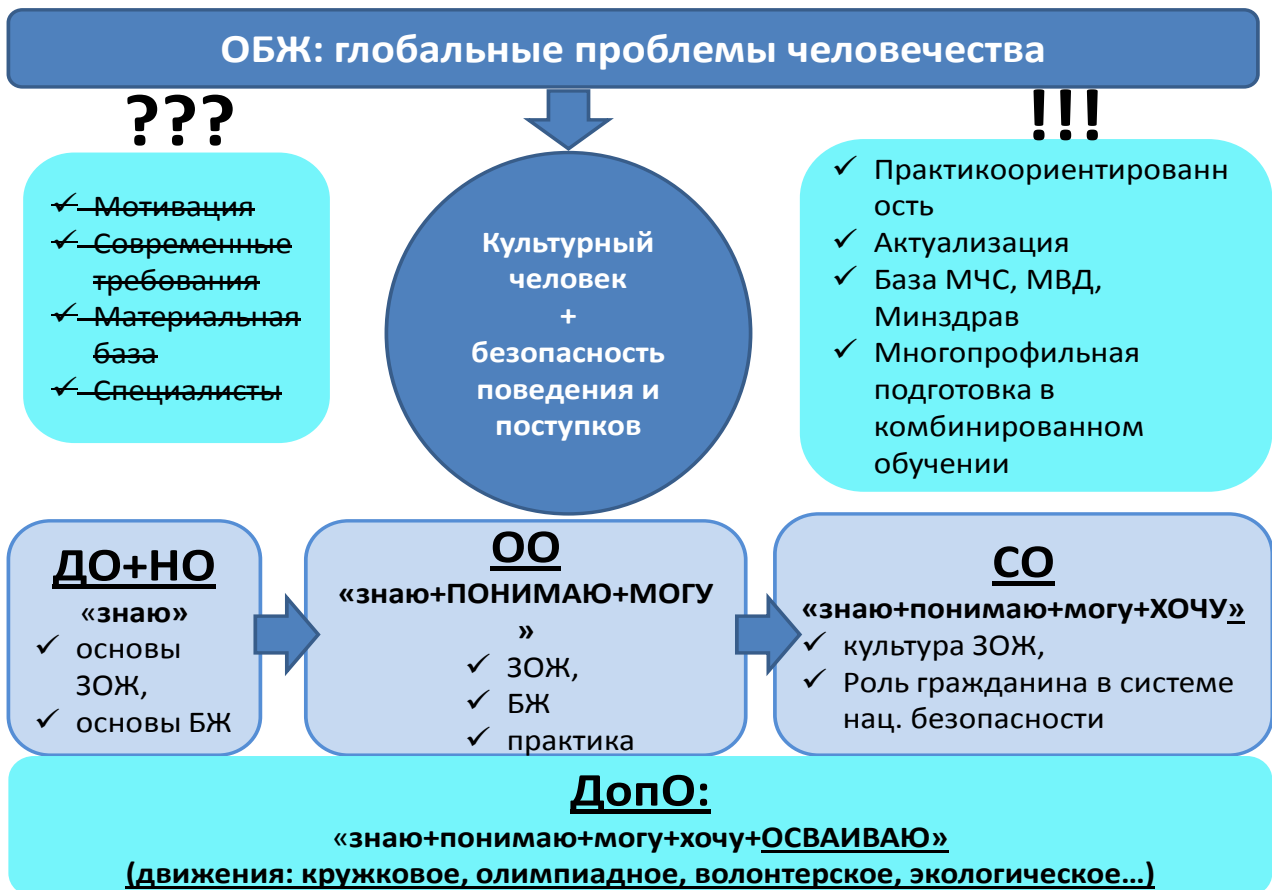 ОБЖ: глобальные проблемы человечества
???
✓ Мотивация
✓ Современные
требования
✓ Материальная
база
✓ Специалисты
Культурный
человек
+
безопасность
поведения и
поступков
!!!
✓ Практикоориентированн
ость
✓ Актуализация
✓ База МЧС, МВД,
Минздрав
✓ Многопрофильная
подготовка в
комбинированном
обучении
ДО+НО
«знаю»
✓ основы
ЗОЖ,
✓ основы БЖ
ОО
«знаю+ПОНИМАЮ+МОГУ
»
✓ ЗОЖ,
✓ БЖ
✓ практика
СО
«знаю+понимаю+могу+ХОЧУ»
✓ культура ЗОЖ,
✓ Роль гражданина в системе
нац. безопасности
ДопО:
«знаю+понимаю+могу+хочу+ОСВАИВАЮ»
(движения: кружковое, олимпиадное, волонтерское, экологическое...)